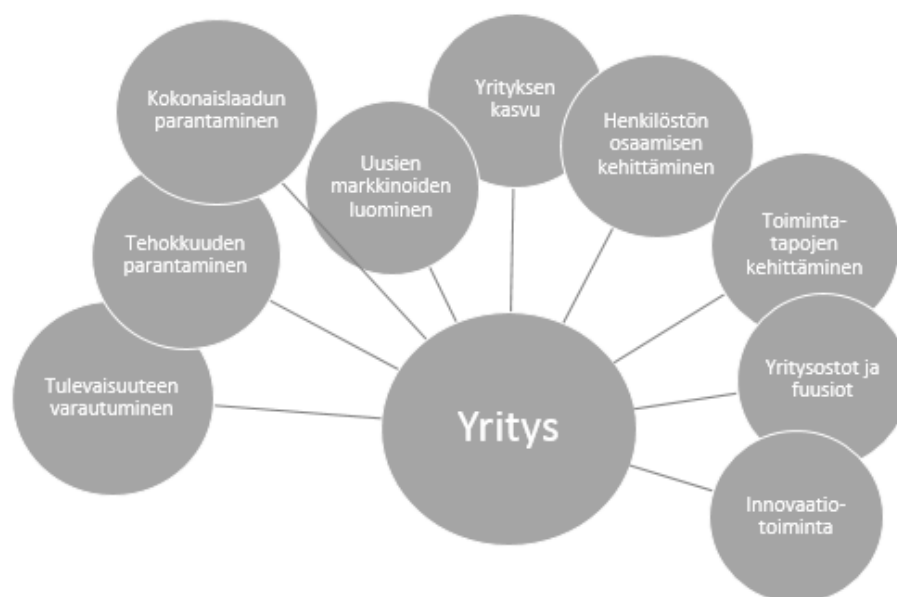 Kokonaislaadun
parantaminen
Yrityksen
kasvu
Henkilöstön
osaamisen
kehittäminen
Uusien
markkinoiden
luominen
Toiminta-
tapojen
kehittäminen
Tehokkuuden
parantaminen
Yritysostot ja
fuusiot
Tulevaisuuteen
varautuminen
Yritys
Innovaatio-
toiminta